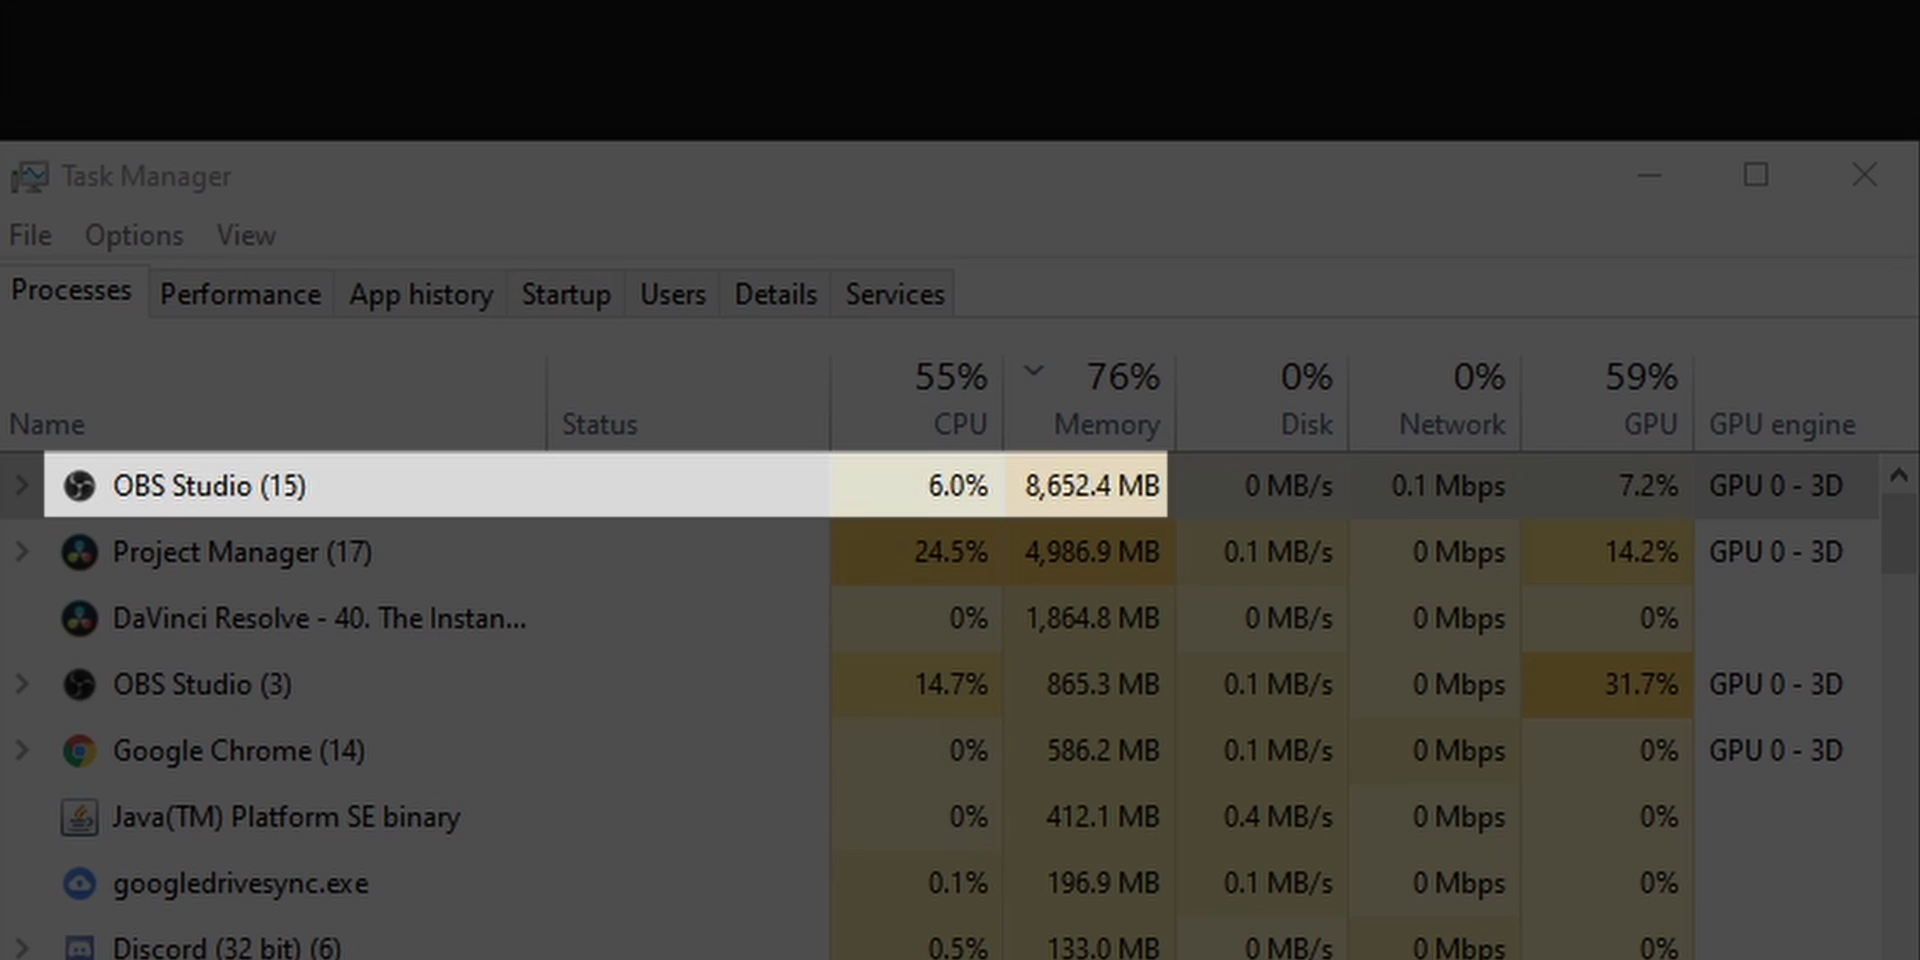 Task Manager
File Options View
Processes Performance App history Startup Users Details Services
55% 76% 0% 0% 59%
Name Status CPU Memory Disk Network GPU GPU engine
OBS Studio (15) 6.0% 8,652.4 MB 0 MB/s 0.1 Mbps 7.2% GPU 0 - 3D
Project Manager (17) 24.5% 4,986.9 MB 0.1 MB/s 0 Mbps 14.2% GPU 0 - 3D
DaVinci Resolve - 40. The Instan... 0% 1,864.8 MB 0 MB/s 0 Mbps 0%
OBS Studio (3) 14.7% 865.3 MB 0.1 MB/s 0 Mbps 31.7% GPU 0 - 3D
Google Chrome (14) 0% 586.2 MB 0.1 MB/s 0 Mbps 0% GPU 0 - 3D
Java(TM) Platform SE binary 0% 412.1 MB 0.4 MB/s 0 Mbps 0%
googledrivesync.exe 0.1% 196.9 MB 0.1 MB/s 0 Mbps 0%
Discord (32 bit) (6) 0.5% 133.0 MB 0 MB/s 0 Mbps 0%